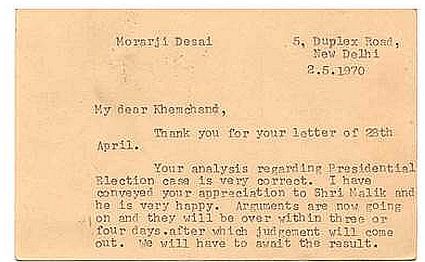 Morarji Desai
5, Duplex Road,
New Delhi
2.5.1970
My dear Khemchand,
Thank you for your letter of 28th
April.
Your analysis regarding Presidential
Election case is very correct. I have
conveyed your appreciation to Shri Malik and
he is very happy. Arguments are now going
on and they will be over within three or
four days.after which judgement will come
out. We will have to await the result.